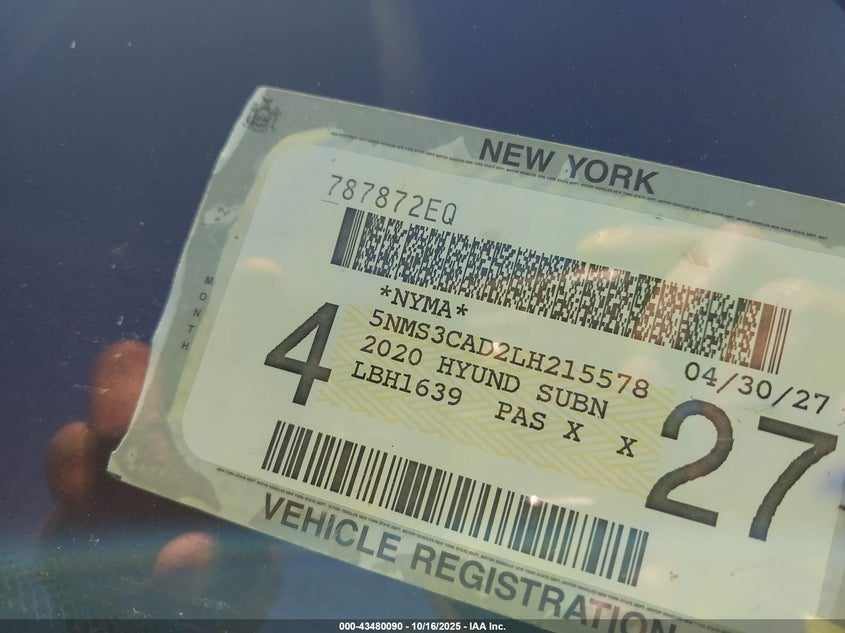 NEW YORK
787872EQ
*NYMA*
5NMS3CAD2LH215578
04/30/27
2020 HYUND SUBN
LBH1639 PAS X X
4
27
MONTH
VEHICLE REGISTRATION
000-43480090 - 10/16/2025 - IAA Inc.